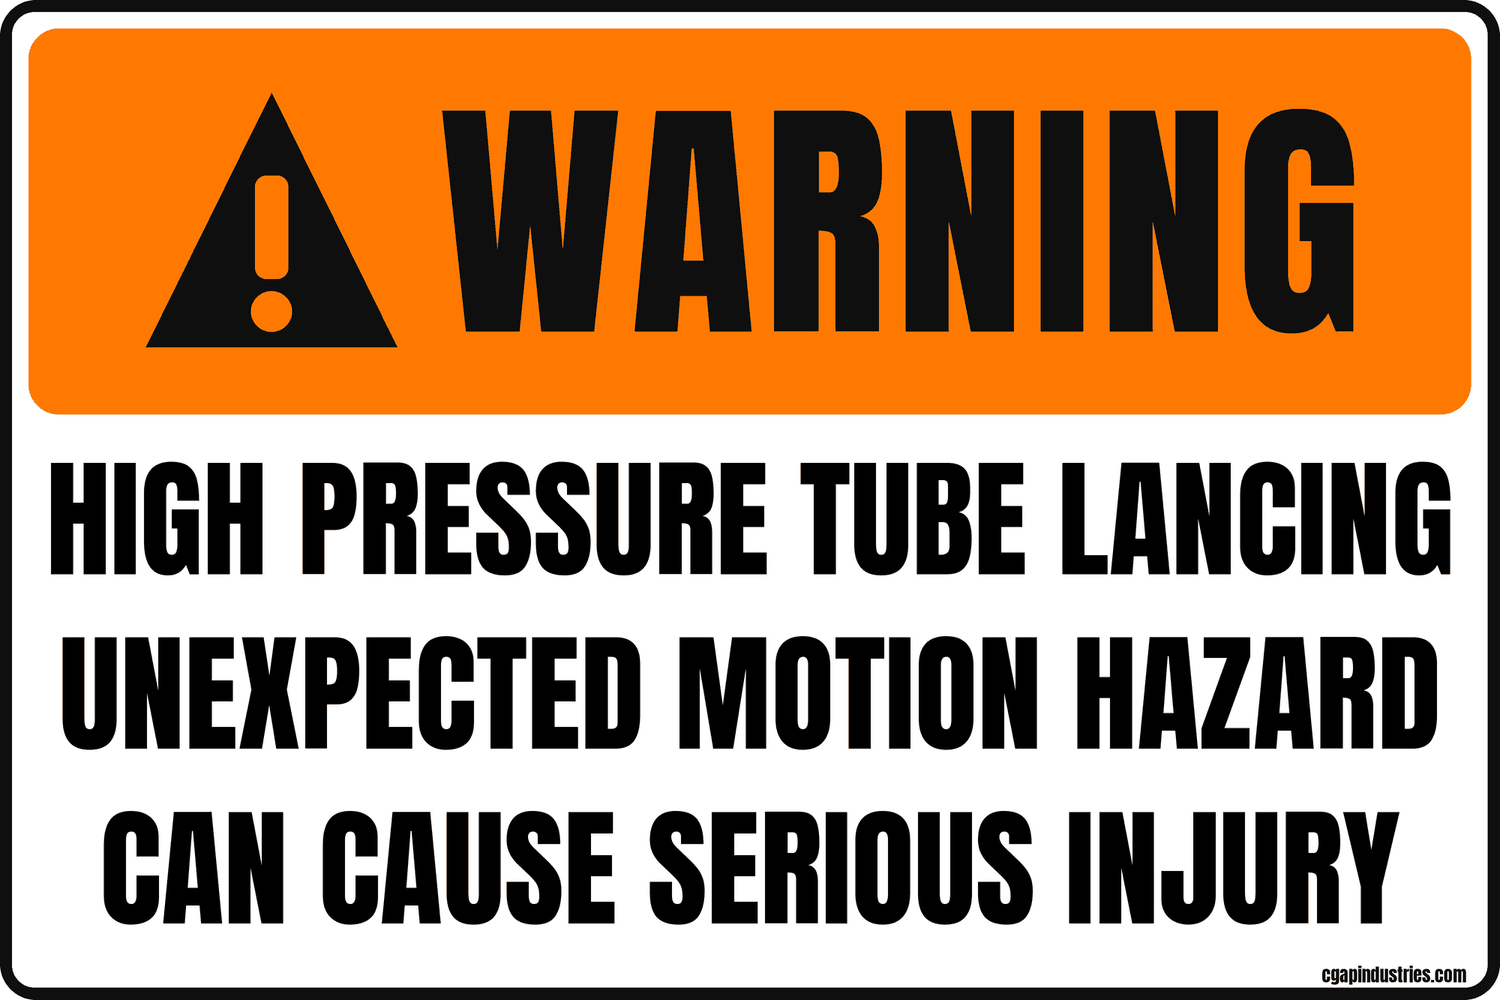 WARNING
HIGH PRESSURE TUBE LANCING
UNEXPECTED MOTION HAZARD
CAN CAUSE SERIOUS INJURY
cgapindustries.com